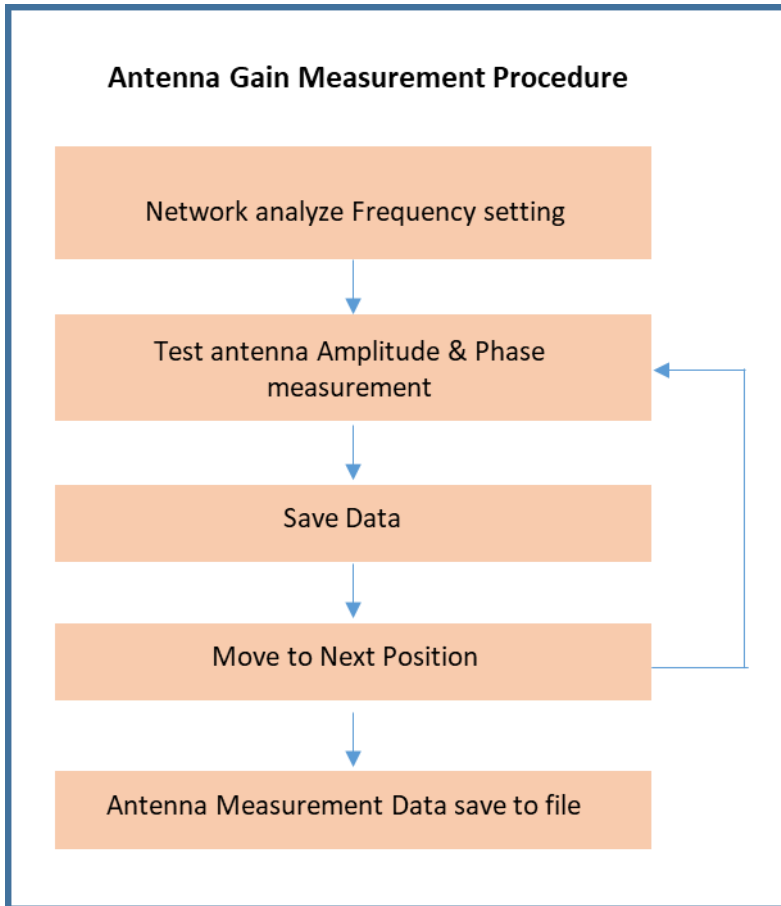 Antenna Gain Measurement Procedure
Network analyze Frequency setting
Test antenna Amplitude & Phase
measurement
Save Data
Move to Next Position
Antenna Measurement Data save to file